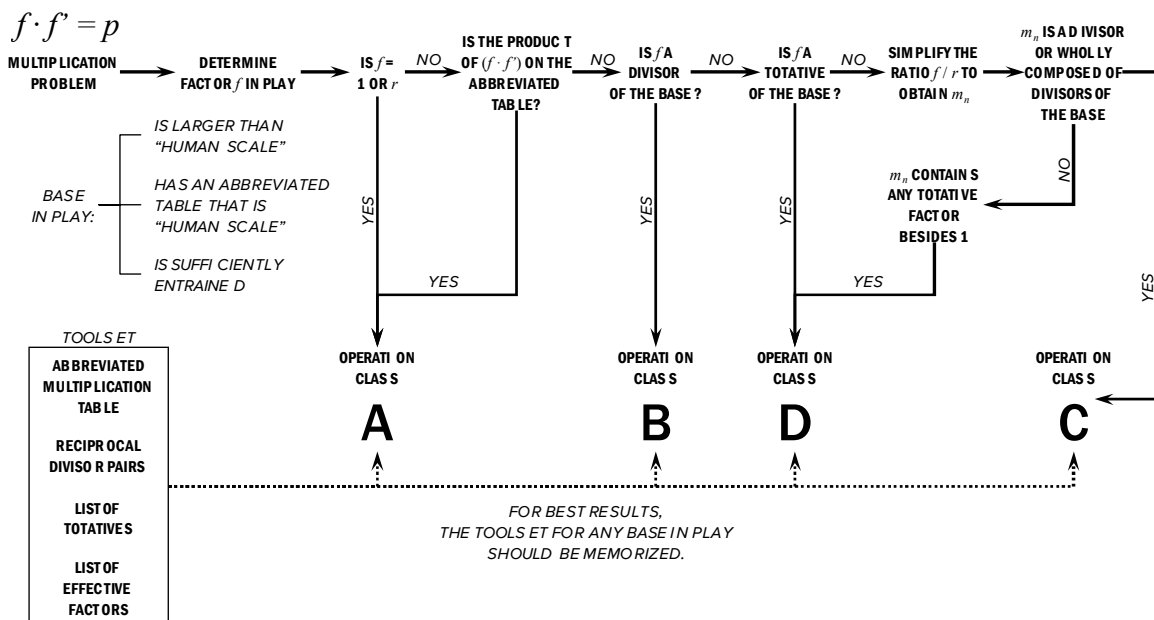 f · f’ = p
MULTIPLICATION
PROBLEM
DETERMINE
FACTOR f IN PLAY
IS f =
1 OR r
NO
IS THE PRODUCT
OF (f · f’) ON THE
ABBREVIATED
TABLE?
NO
IS f A
DIVISOR
OF THE BASE?
NO
IS f A
TOTATIVE
OF THE BASE?
NO
SIMPLIFY THE
RATIO f / r TO
OBTAIN mn
mn IS A DIVISOR
OR WHOLLY
COMPOSED OF
DIVISORS OF
THE BASE
BASE
IN PLAY:
IS LARGER THAN
“HUMAN SCALE”
HAS AN ABBREVIATED
TABLE THAT IS
“HUMAN SCALE”
IS SUFFICIENTLY
ENTRAINED
YES
YES
YES
YES
NO
mn CONTAINS
ANY TOTATIVE
FACTOR
BESIDES 1
YES
YES
OPERATION
CLASS
A
OPERATION
CLASS
B
OPERATION
CLASS
D
OPERATION
CLASS
C
TOOLSET
ABBREVIATED
MULTIPLICATION
TABLE
RECIPROCAL
DIVISOR PAIRS
LIST OF
TOTATIVES
LIST OF
EFFECTIVE
FACTORS
FOR BEST RESULTS,
THE TOOLSET FOR ANY BASE IN PLAY
SHOULD BE MEMORIZED.